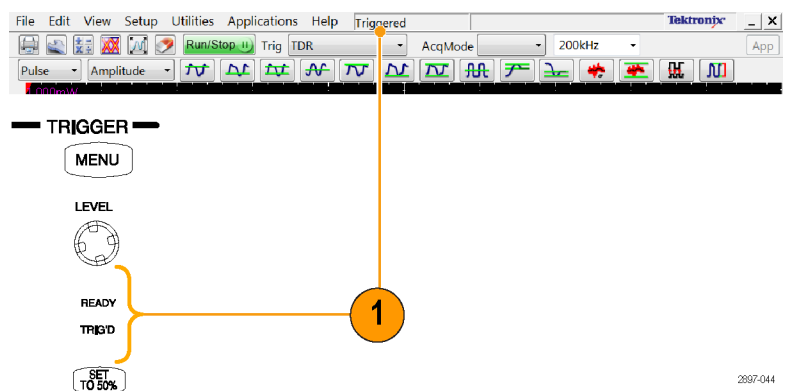 File Edit View Setup Utilities Applications Help Triggered Tektronix
Run/Stop Trig TDR AcqMode 200kHz App
Pulse Amplitude
TRIGGER
MENU
LEVEL
READY
TRIG'D
1
SET
TO 50%
2897-044